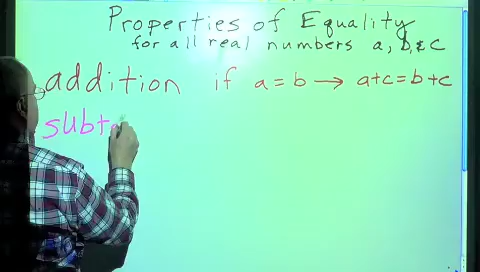 Properties of Equality
for all real numbers a, b, & c
addition if a = b → a+c = b+c
subt